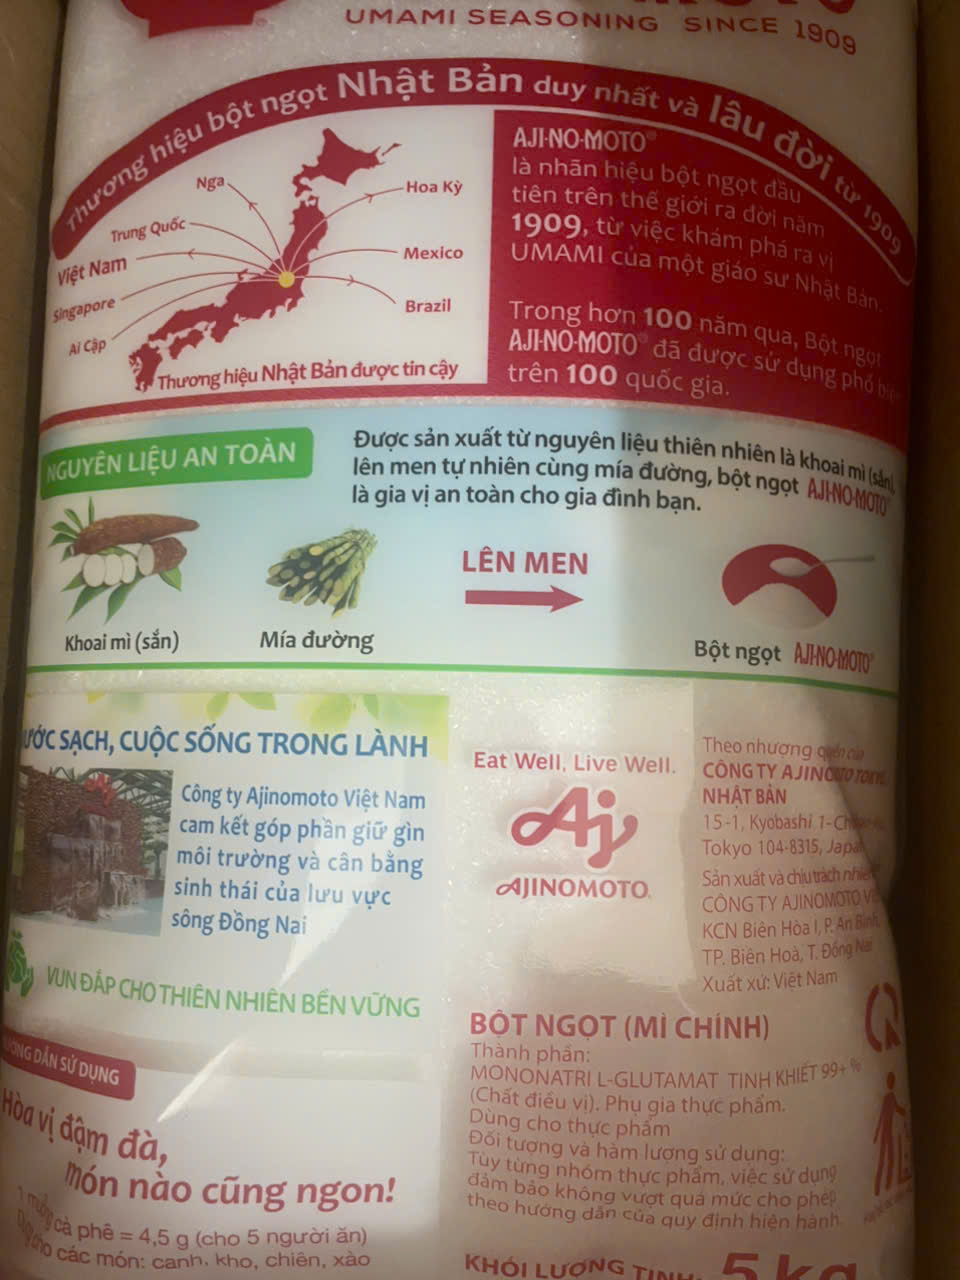 UMAMI SEASONING SINCE 1909
Thương hiệu bột ngọt Nhật Bản duy nhất và lâu đời từ 1909
Nga
Hoa Kỳ
Trung Quốc
Mexico
Việt Nam
Singapore
Brazil
Ai Cập
Thương hiệu Nhật Bản được tin cậy
AJI-NO-MOTO®
là nhãn hiệu bột ngọt đầu
tiên trên thế giới ra đời năm
1909, từ việc khám phá ra vị
UMAMI của một giáo sư Nhật Bản.
Trong hơn 100 năm qua, Bột ngọt
AJI-NO-MOTO® đã được sử dụng phổ
trên 100 quốc gia.
NGUYÊN LIỆU AN TOÀN
Được sản xuất từ nguyên liệu thiên nhiên là khoai mì (sắn),
lên men tự nhiên cùng mía đường, bột ngọt AJI-NO-MOTO®
là gia vị an toàn cho gia đình bạn.
LÊN MEN
Khoai mì (sắn)
Mía đường
Bột ngọt AJI-NO-MOTO®
ƯỚC SẠCH, CUỘC SỐNG TRONG LÀNH
Công ty Ajinomoto Việt Nam
cam kết góp phần giữ gìn
môi trường và cân bằng
sinh thái của lưu vực
sông Đồng Nai
VUN ĐẮP CHO THIÊN NHIÊN BỀN VỮNG
DẪN SỬ DỤNG
Hòa vị đậm đà,
món nào cũng ngon!
1 muỗng cà phê = 4,5 g (cho 5 người ăn)
Dùng cho các món: canh, kho, chiên, xào
Eat Well, Live Well.
Aj
AJINOMOTO
Theo nhượng quyền của
CÔNG TY
NHẬT BẢN
15-1, Kyobashi 1-
Tokyo 104-8315,
Sản xuất và chịu trách
CÔNG TY AJINOMOTO
KCN Biên Hòa I, P. An Bình
TP. Biên Hoà, T. Đồng Nai
Xuất xứ: Việt Nam
BỘT NGỌT (MÌ CHÍNH)
Thành phần:
MONONATRI L-GLUTAMAT TINH KHIẾT 99+ %
(Chất điều vị). Phụ gia thực phẩm.
Dùng cho thực phẩm
Đối tượng và hàm lượng sử dụng:
Tùy từng nhóm thực phẩm, việc sử dụng
đảm bảo không vượt quá mức cho phép
theo hướng dẫn của quy định hiện hành.
KHỐI LƯỢNG TỊNH: 5 kg